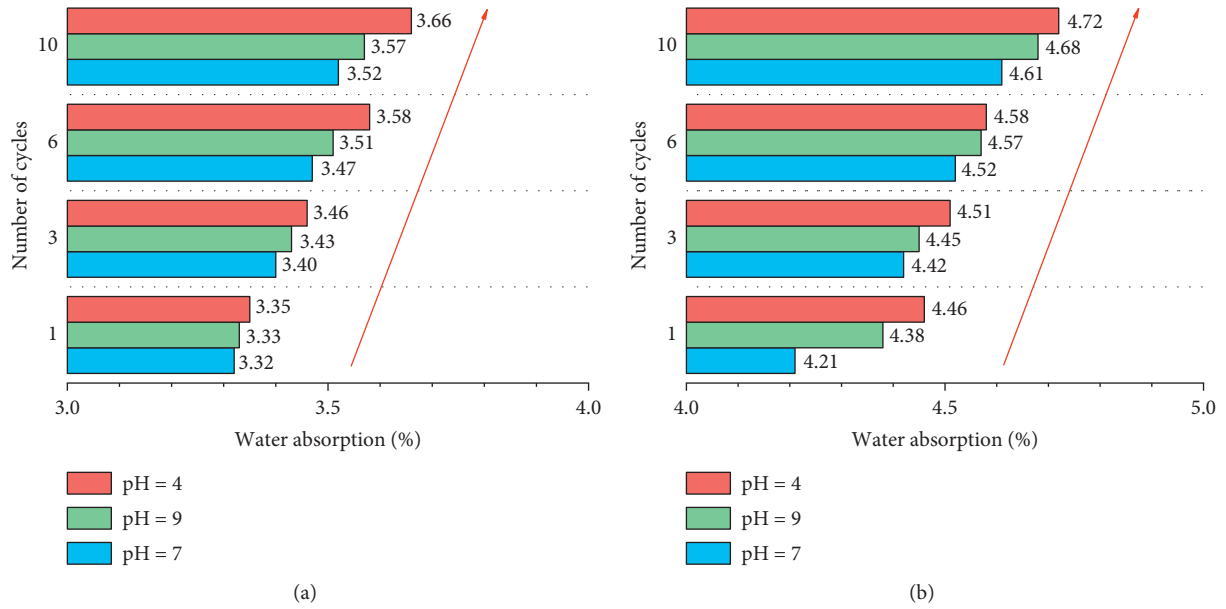 Number of cycles
10
3.66
3.57
3.52
6
3.58
3.51
3.47
3
3.46
3.43
3.40
1
3.35
3.33
3.32
3.0 3.5 4.0
Water absorption (%)
pH = 4
pH = 9
pH = 7
(a)
Number of cycles
10
4.72
4.68
4.61
6
4.58
4.57
4.52
3
4.51
4.45
4.42
1
4.46
4.38
4.21
4.0 4.5 5.0
Water absorption (%)
pH = 4
pH = 9
pH = 7
(b)